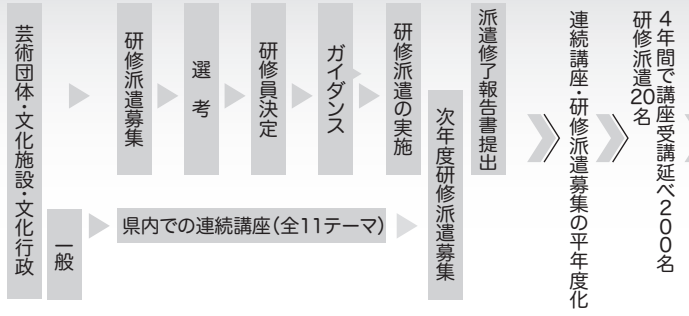 芸術団体・文化施設・文化行政
一般
研修派遣募集
選考
研修員決定
ガイダンス
研修派遣の実施
県内での連続講座(全11テーマ)
次年度研修派遣募集
派遣修了報告書提出
連続講座・研修派遣募集の平年度化
4年間で講座受講延べ200名
研修派遣20名